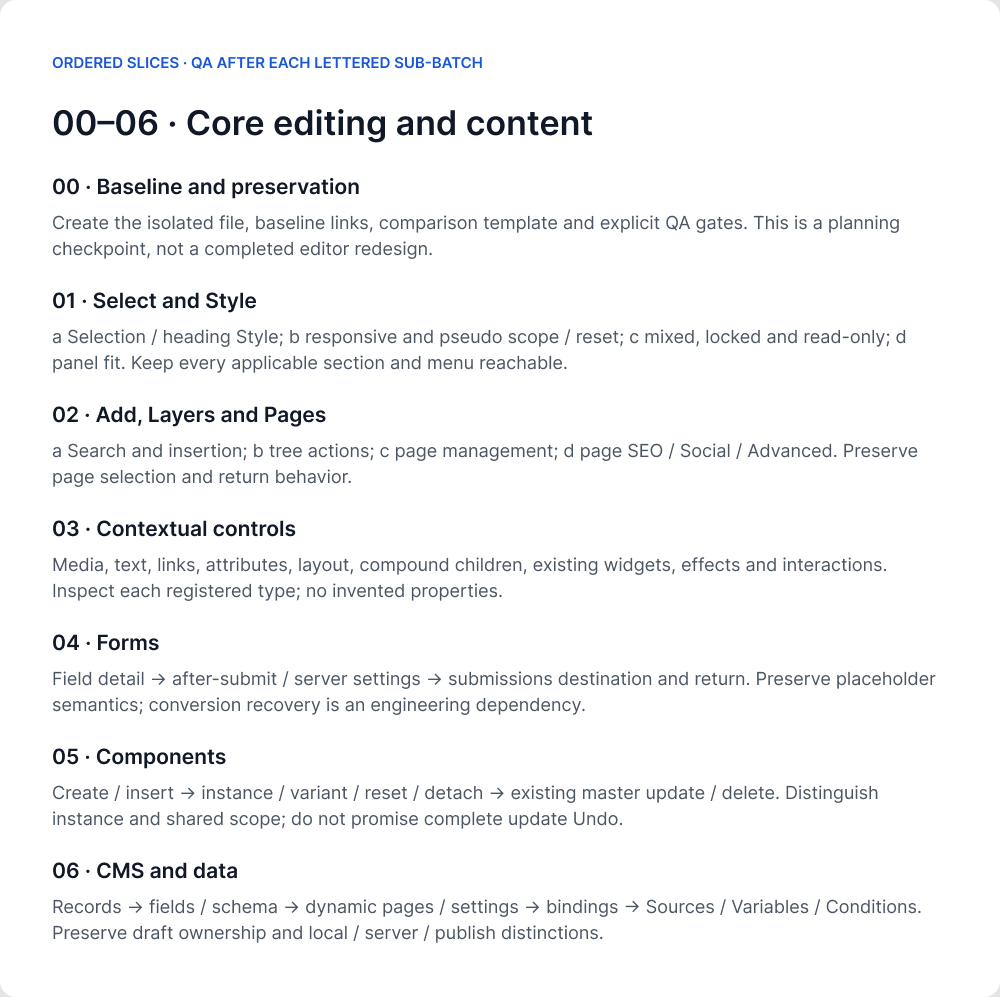 ORDERED SLICES · QA AFTER EACH LETTERED SUB-BATCH
00–06 · Core editing and content
00 · Baseline and preservation
Create the isolated file, baseline links, comparison template and explicit QA gates. This is a planning
checkpoint, not a completed editor redesign.
01 · Select and Style
a Selection / heading Style; b responsive and pseudo scope / reset; c mixed, locked and read-only; d
panel fit. Keep every applicable section and menu reachable.
02 · Add, Layers and Pages
a Search and insertion; b tree actions; c page management; d page SEO / Social / Advanced. Preserve
page selection and return behavior.
03 · Contextual controls
Media, text, links, attributes, layout, compound children, existing widgets, effects and interactions.
Inspect each registered type; no invented properties.
04 · Forms
Field detail → after-submit / server settings → submissions destination and return. Preserve placeholder
semantics; conversion recovery is an engineering dependency.
05 · Components
Create / insert → instance / variant / reset / detach → existing master update / delete. Distinguish
instance and shared scope; do not promise complete update Undo.
06 · CMS and data
Records → fields / schema → dynamic pages / settings → bindings → Sources / Variables / Conditions.
Preserve draft ownership and local / server / publish distinctions.